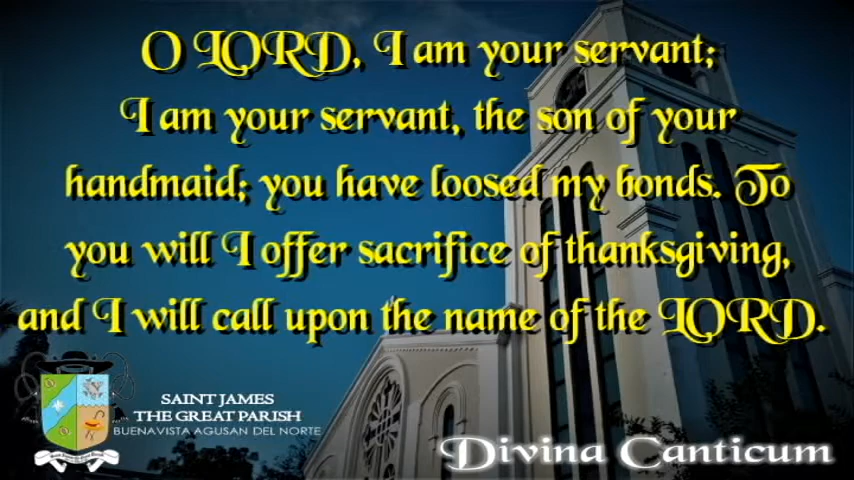 O LORD, I am your servant;
I am your servant, the son of your
handmaid; you have loosed my bonds. To
you will I offer sacrifice of thanksgiving,
and I will call upon the name of the LORD.
SAINT JAMES
THE GREAT PARISH
BUENAVISTA AGUSAN DEL NORTE
Divina Canticum